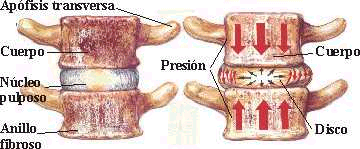 Apófisis transversa
Cuerpo
Núcleo
pulposo
Anillo
fibroso
Presión
Cuerpo
Disco